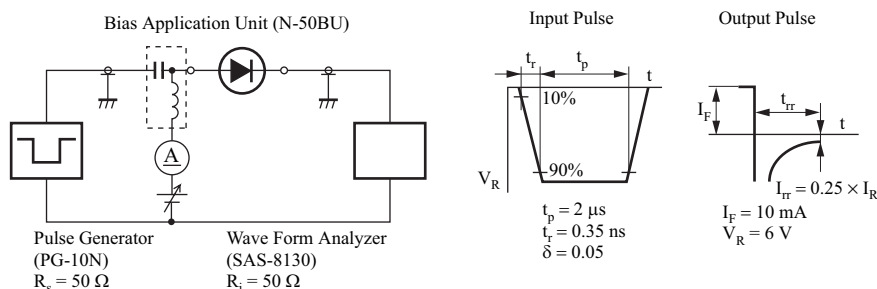 Bias Application Unit (N-50BU)
A
Pulse Generator
(PG-10N)
R_s = 50 Ω
Wave Form Analyzer
(SAS-8130)
R_i = 50 Ω
Input Pulse
t_r
t_p
t
10%
90%
V_R
t_p = 2 μs
t_r = 0.35 ns
δ = 0.05
Output Pulse
I_F
t_rr
t
I_rr = 0.25 × I_R
I_F = 10 mA
V_R = 6 V